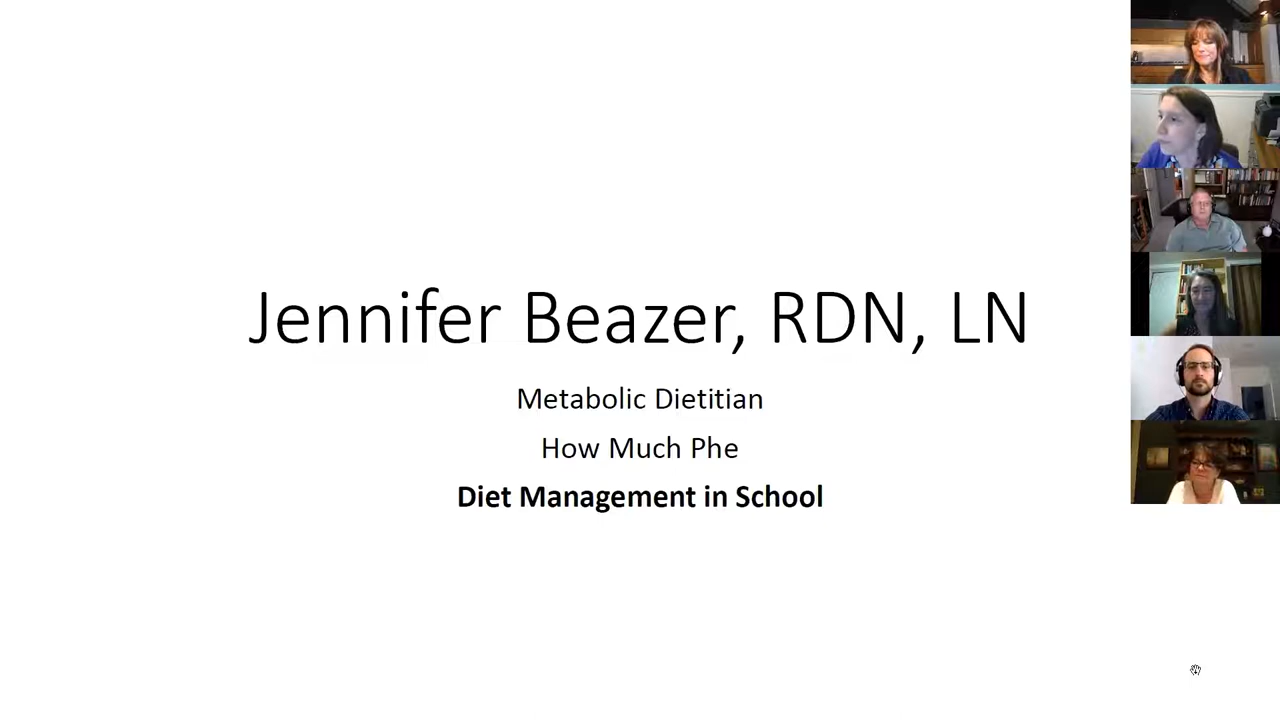 Jennifer Beazer, RDN, LN
Metabolic Dietitian
How Much Phe
Diet Management in School